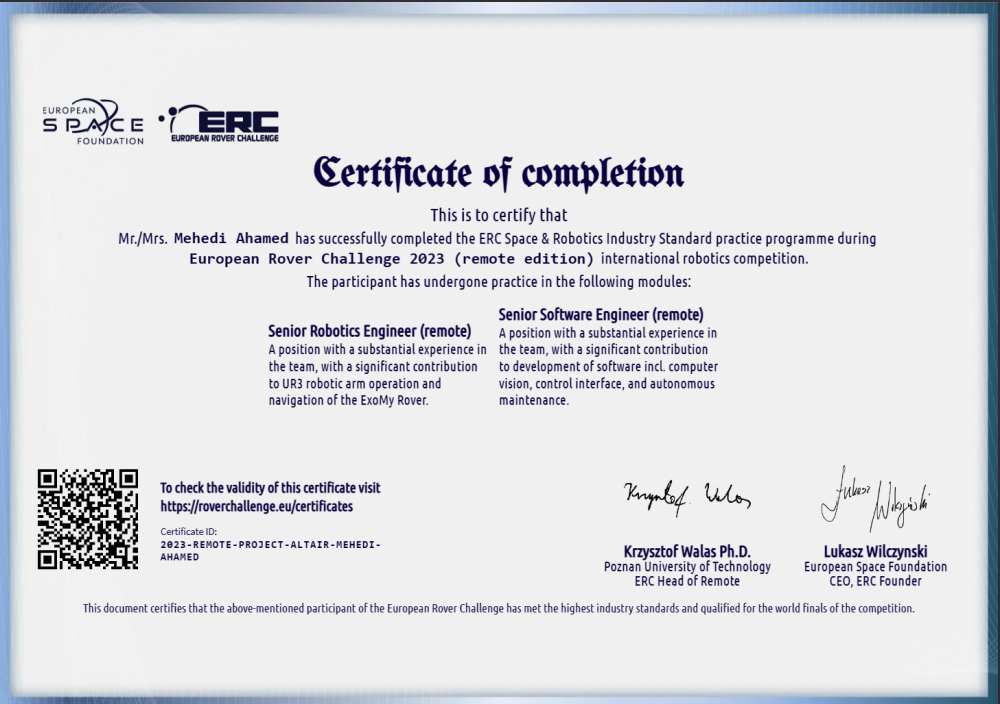 EUROPEAN
SPACE
FOUNDATION
ERC
EUROPEAN ROVER CHALLENGE
Certificate of completion
This is to certify that
Mr./Mrs. Mehedi Ahamed has successfully completed the ERC Space & Robotics Industry Standard practice programme during
European Rover Challenge 2023 (remote edition) international robotics competition.
The participant has undergone practice in the following modules:
Senior Robotics Engineer (remote)
A position with a substantial experience in
the team, with a significant contribution
to UR3 robotic arm operation and
navigation of the ExoMy Rover.
Senior Software Engineer (remote)
A position with a substantial experience in
the team, with a significant contribution
to development of software incl. computer
vision, control interface, and autonomous
maintenance.
To check the validity of this certificate visit
https://roverchallenge.eu/certificates
Certificate ID:
2023-REMOTE-PROJECT-ALTAIR-MEHEDI-
AHAMED
Krzysztof Walas
Krzysztof Walas Ph.D.
Poznan University of Technology
ERC Head of Remote
Łukasz
Wilczyński
Lukasz Wilczynski
European Space Foundation
CEO, ERC Founder
This document certifies that the above-mentioned participant of the European Rover Challenge has met the highest industry standards and qualified for the world finals of the competition.